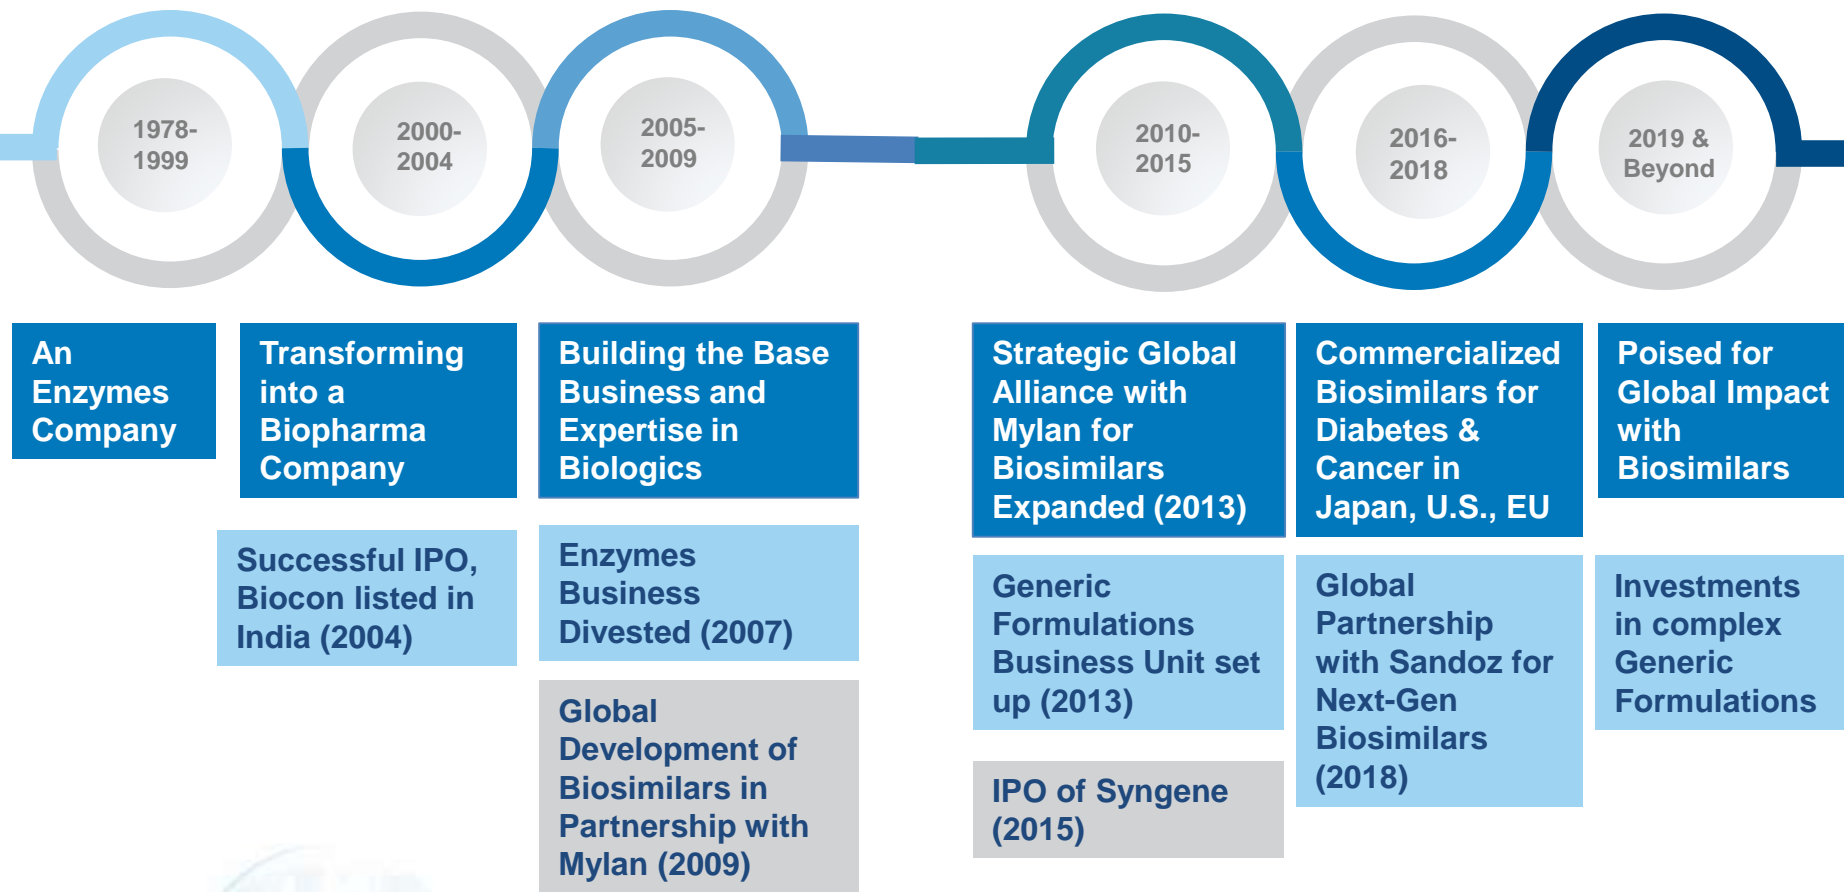 1978-
1999
2000-
2004
2005-
2009
2010-
2015
2016-
2018
2019 &
Beyond
An
Enzymes
Company
Transforming
into a
Biopharma
Company
Successful IPO,
Biocon listed in
India (2004)
Building the Base
Business and
Expertise in
Biologics
Enzymes
Business
Divested (2007)
Global
Development of
Biosimilars in
Partnership with
Mylan (2009)
Strategic Global
Alliance with
Mylan for
Biosimilars
Expanded (2013)
Generic
Formulations
Business Unit set
up (2013)
IPO of Syngene
(2015)
Commercialized
Biosimilars for
Diabetes &
Cancer in
Japan, U.S., EU
Global
Partnership
with Sandoz for
Next-Gen
Biosimilars
(2018)
Poised for
Global Impact
with
Biosimilars
Investments
in complex
Generic
Formulations